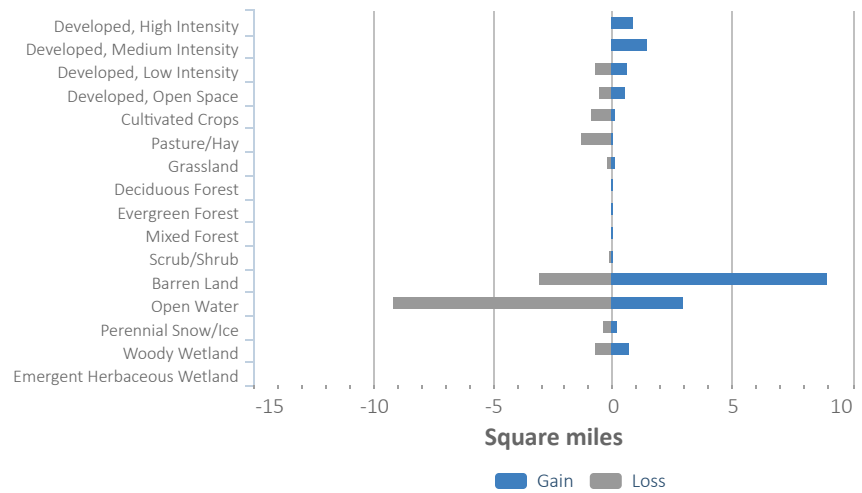 Developed, High Intensity
Developed, Medium Intensity
Developed, Low Intensity
Developed, Open Space
Cultivated Crops
Pasture/Hay
Grassland
Deciduous Forest
Evergreen Forest
Mixed Forest
Scrub/Shrub
Barren Land
Open Water
Perennial Snow/Ice
Woody Wetland
Emergent Herbaceous Wetland
-15 -10 -5 0 5 10
Square miles
Gain Loss